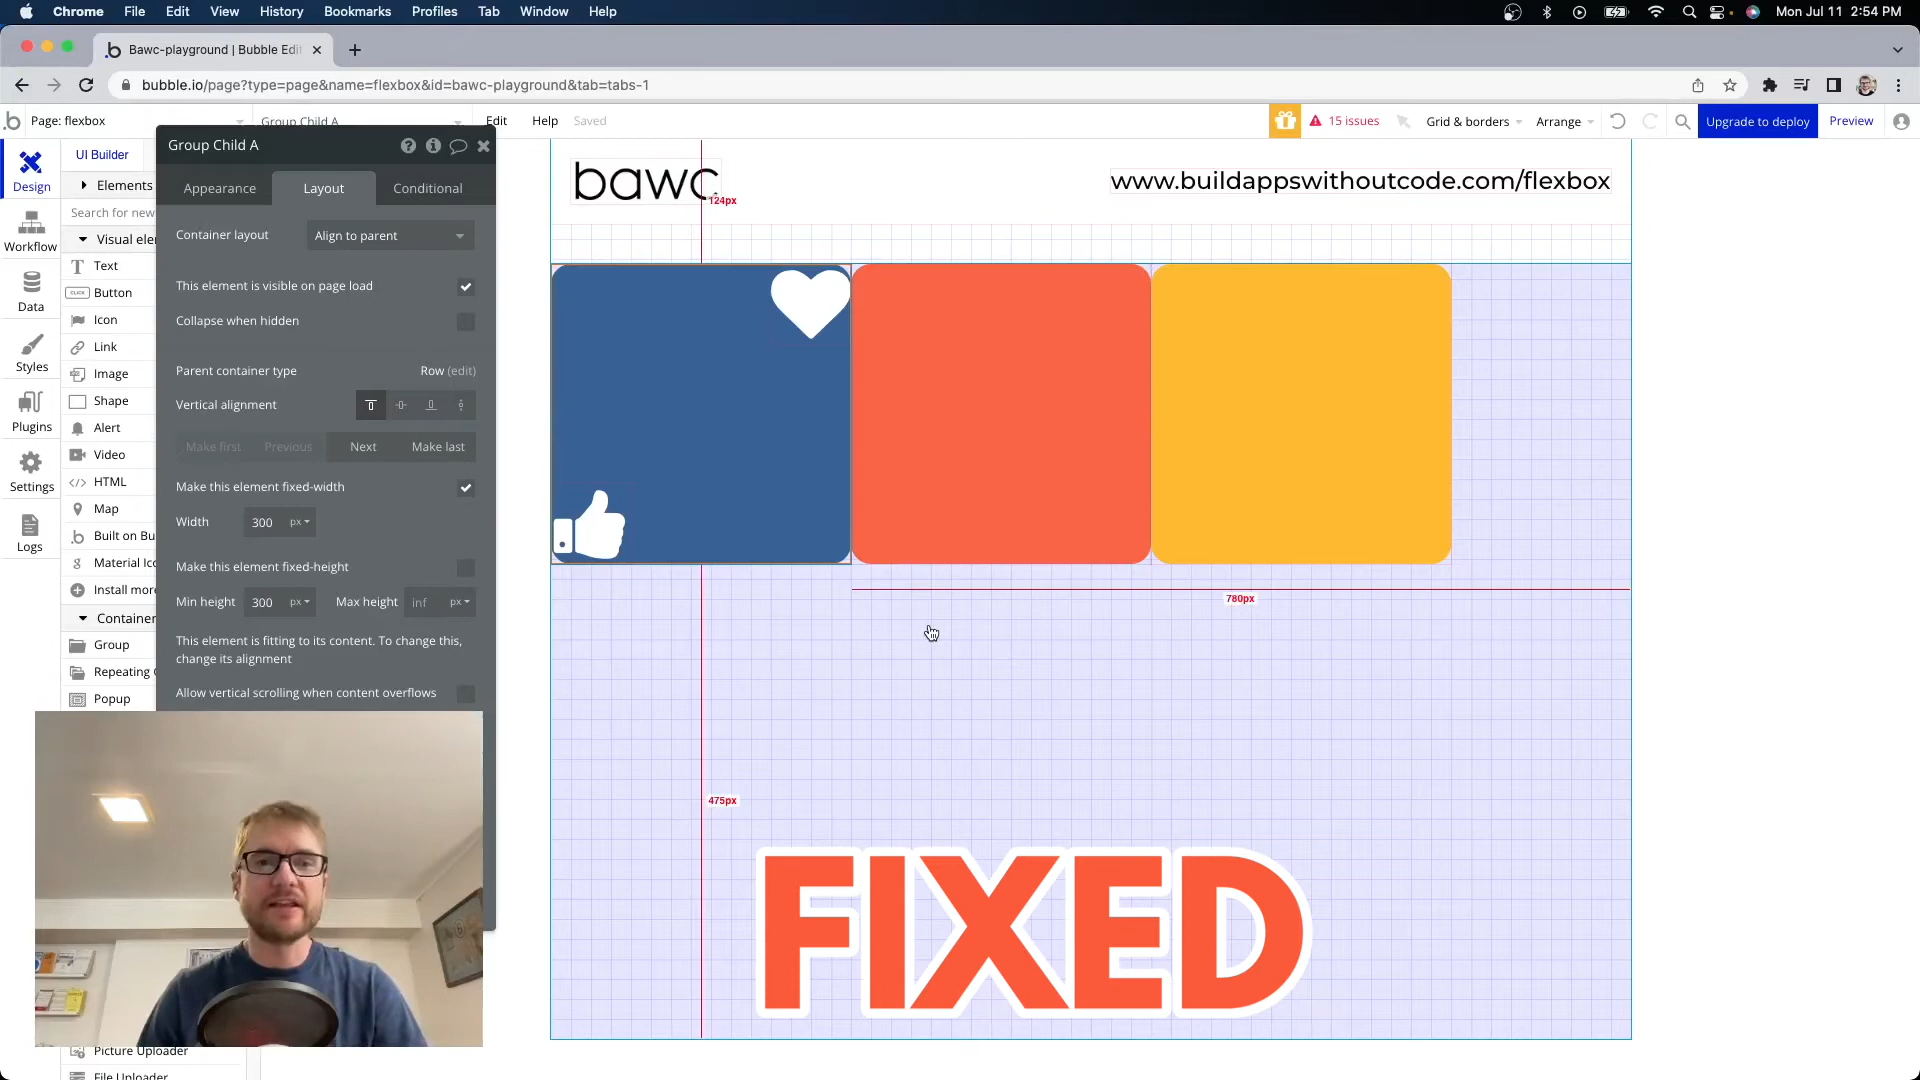 Chrome File Edit View History Bookmarks Profiles Tab Window Help Mon Jul 11 2:54 PM
Bawc-playground | Bubble Edi
bubble.io/page?type=page&name=flexbox&id=bawc-playground&tab=tabs-1
Page: flexbox Group Child A Edit Help Saved 15 issues Grid & borders Arrange Upgrade to deploy Preview
Design
Workflow
Data
Styles
Plugins
Settings
Logs
UI Builder
Elements
Search for new
Visual ele
Text
CLICK
Button
Icon
Link
Image
Shape
Alert
Video
HTML
Map
Built on Bu
Material Ico
Install more
Container
Group
Repeating
Popup
Picture Uploader
File Uploader
Group Child A
Appearance Layout Conditional
Container layout Align to parent
This element is visible on page load
Collapse when hidden
Parent container type Row (edit)
Vertical alignment
Make first Previous Next Make last
Make this element fixed-width
Width 300 px
Make this element fixed-height
Min height 300 px Max height inf px
This element is fitting to its content. To change this,
change its alignment
Allow vertical scrolling when content overflows
bawc
www.buildappswithoutcode.com/flexbox
124px
780px
475px
FIXED